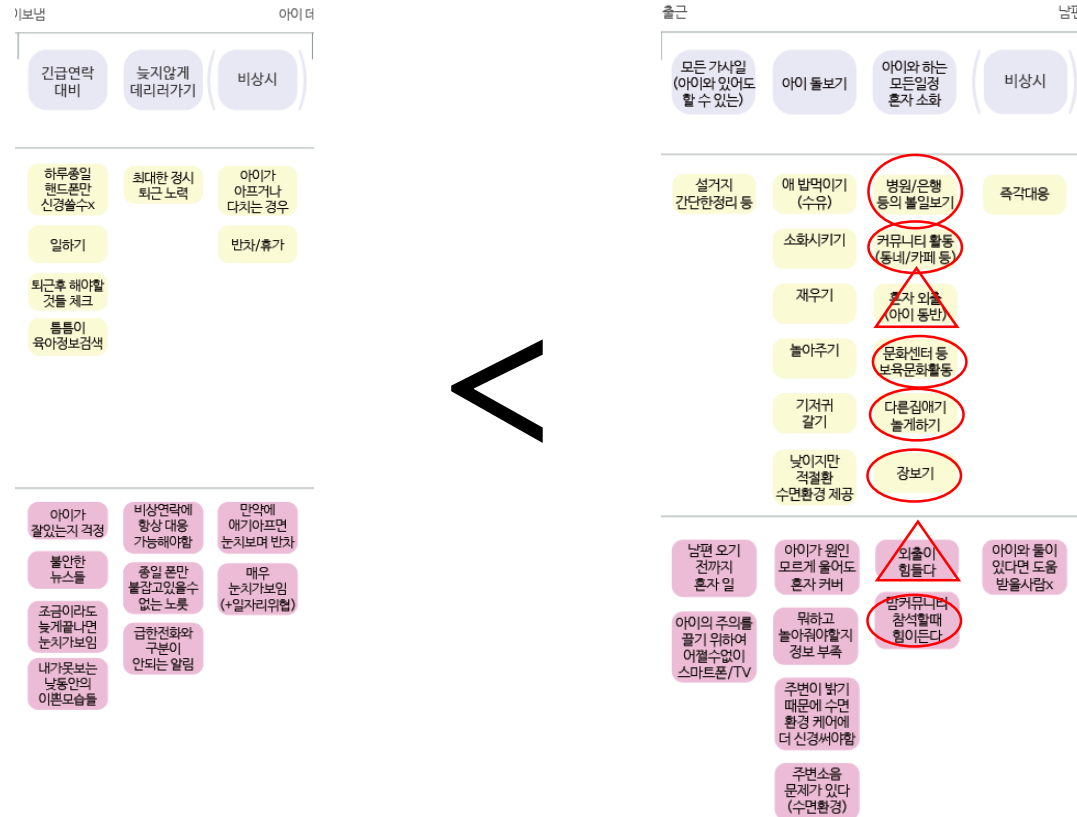 이보냄
아이 데
긴급연락
대비
늦지않게
데리러가기
비상시
하루종일
핸드폰만
신경쓸수x
최대한 정시
퇴근 노력
아이가
아프거나
다치는 경우
일하기
반차/휴가
퇴근후 해야할
것들 체크
틈틈이
육아정보검색
아이가
잘있는지 걱정
비상연락에
항상 대응
가능해야함
만약에
애기아프면
눈치보며 반차
불안한
뉴스들
종일 폰만
붙잡고있을수
없는 노릇
매우
눈치가보임
(+일자리위협)
조금이라도
늦게끝나면
눈치가보임
급한전화와
구분이
안되는 알림
내가못보는
낮동안의
이쁜모습들
<
출근
남편
모든 가사일
(아이와 있어도
할 수 있는)
아이 돌보기
아이와 하는
모든일정
혼자 소화
비상시
설거지
간단한정리 등
애 밥먹이기
(수유)
병원/은행
등의 볼일보기
즉각대응
소화시키기
커뮤니티 활동
(동네/카페 등)
재우기
혼자 외출
(아이 동반)
놀아주기
문화센터 등
보육문화활동
기저귀
갈기
다른집애기
놀게하기
낮이지만
적절환
수면환경 제공
장보기
남편 오기
전까지
혼자 일
아이가 원인
모르게 울어도
혼자 커버
외출이
힘들다
아이와 둘이
있다면 도움
받을사람x
아이의 주의를
끌기 위하여
어쩔수없이
스마트폰/TV
뭐하고
놀아줘야할지
정보 부족
맘커뮤니티
참석할때
힘이든다
주변이 밝기
때문에 수면
환경 케어에
더 신경써야함
주변소음
문제가 있다
(수면환경)